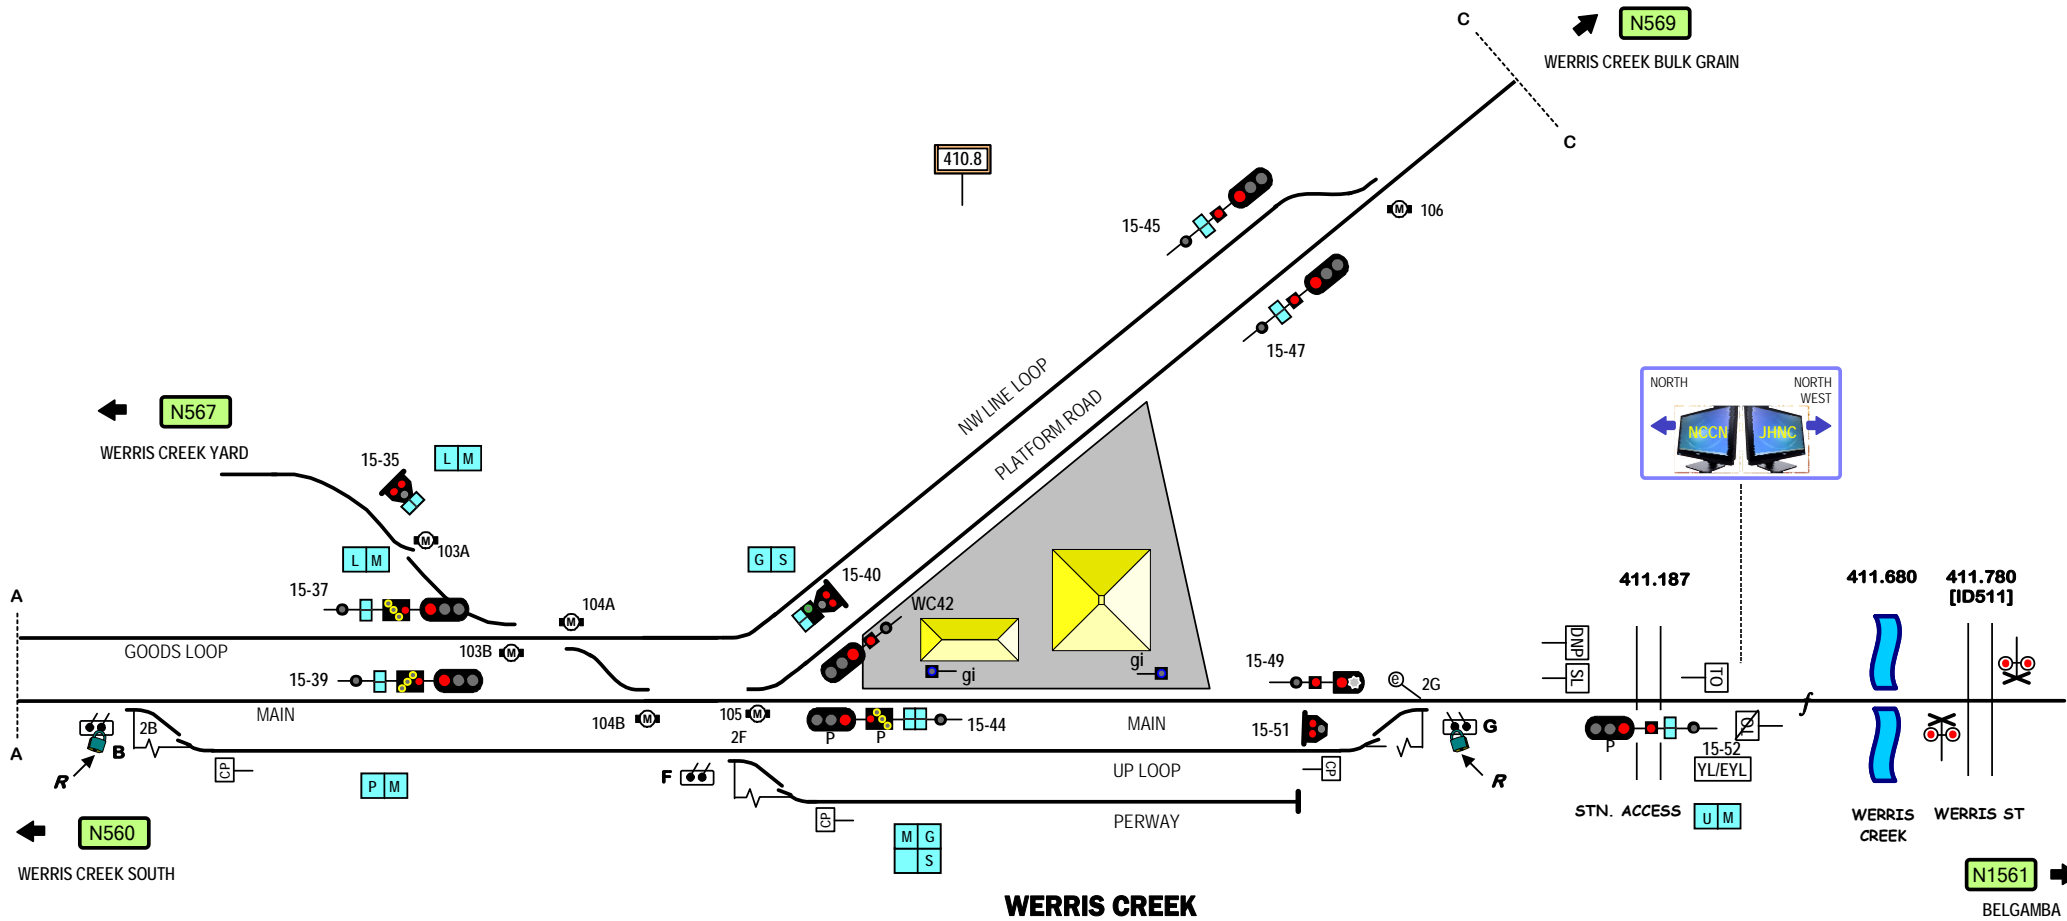 C
N569
WERRIS CREEK BULK GRAIN
C
410.8
15-45
M
106
15-47
NORTH
NORTH
WEST
NCCN
JHNC
NW LINE LOOP
PLATFORM ROAD
N567
WERRIS CREEK YARD
15-35
L M
M
103A
L M
15-37
G S
15-40
WC42
104A
M
A
GOODS LOOP
103B
M
15-39
MAIN
104B
M
105
M
gi
gi
15-49
e
2G
411.187
411.680
411.780
[ID511]
DNP
SL
TO
TO
A
2B
B
R
CP
P M
2F
F
P
P
15-44
MAIN
15-51
G
R
UP LOOP
CP
CP
PERWAY
M G
S
P
15-52
YL/EYL
STN. ACCESS
U M
WERRIS
CREEK
WERRIS ST
N560
WERRIS CREEK SOUTH
N1561
BELGAMBA
WERRIS CREEK